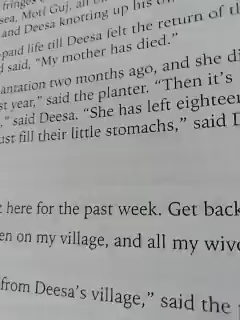 fringes
sea, Moti Guj, all
and Deesa knotting up his
paid life till Deesa felt the return of th
d said. "My mother has died."
antation two months ago, and she di
st year," said the planter. "Then it's
," said Deesa. "She has left eighteen
ust fill their little stomachs," said D
t here for the past week. Get back
en on my village, and all my wive
from Deesa's village," said the